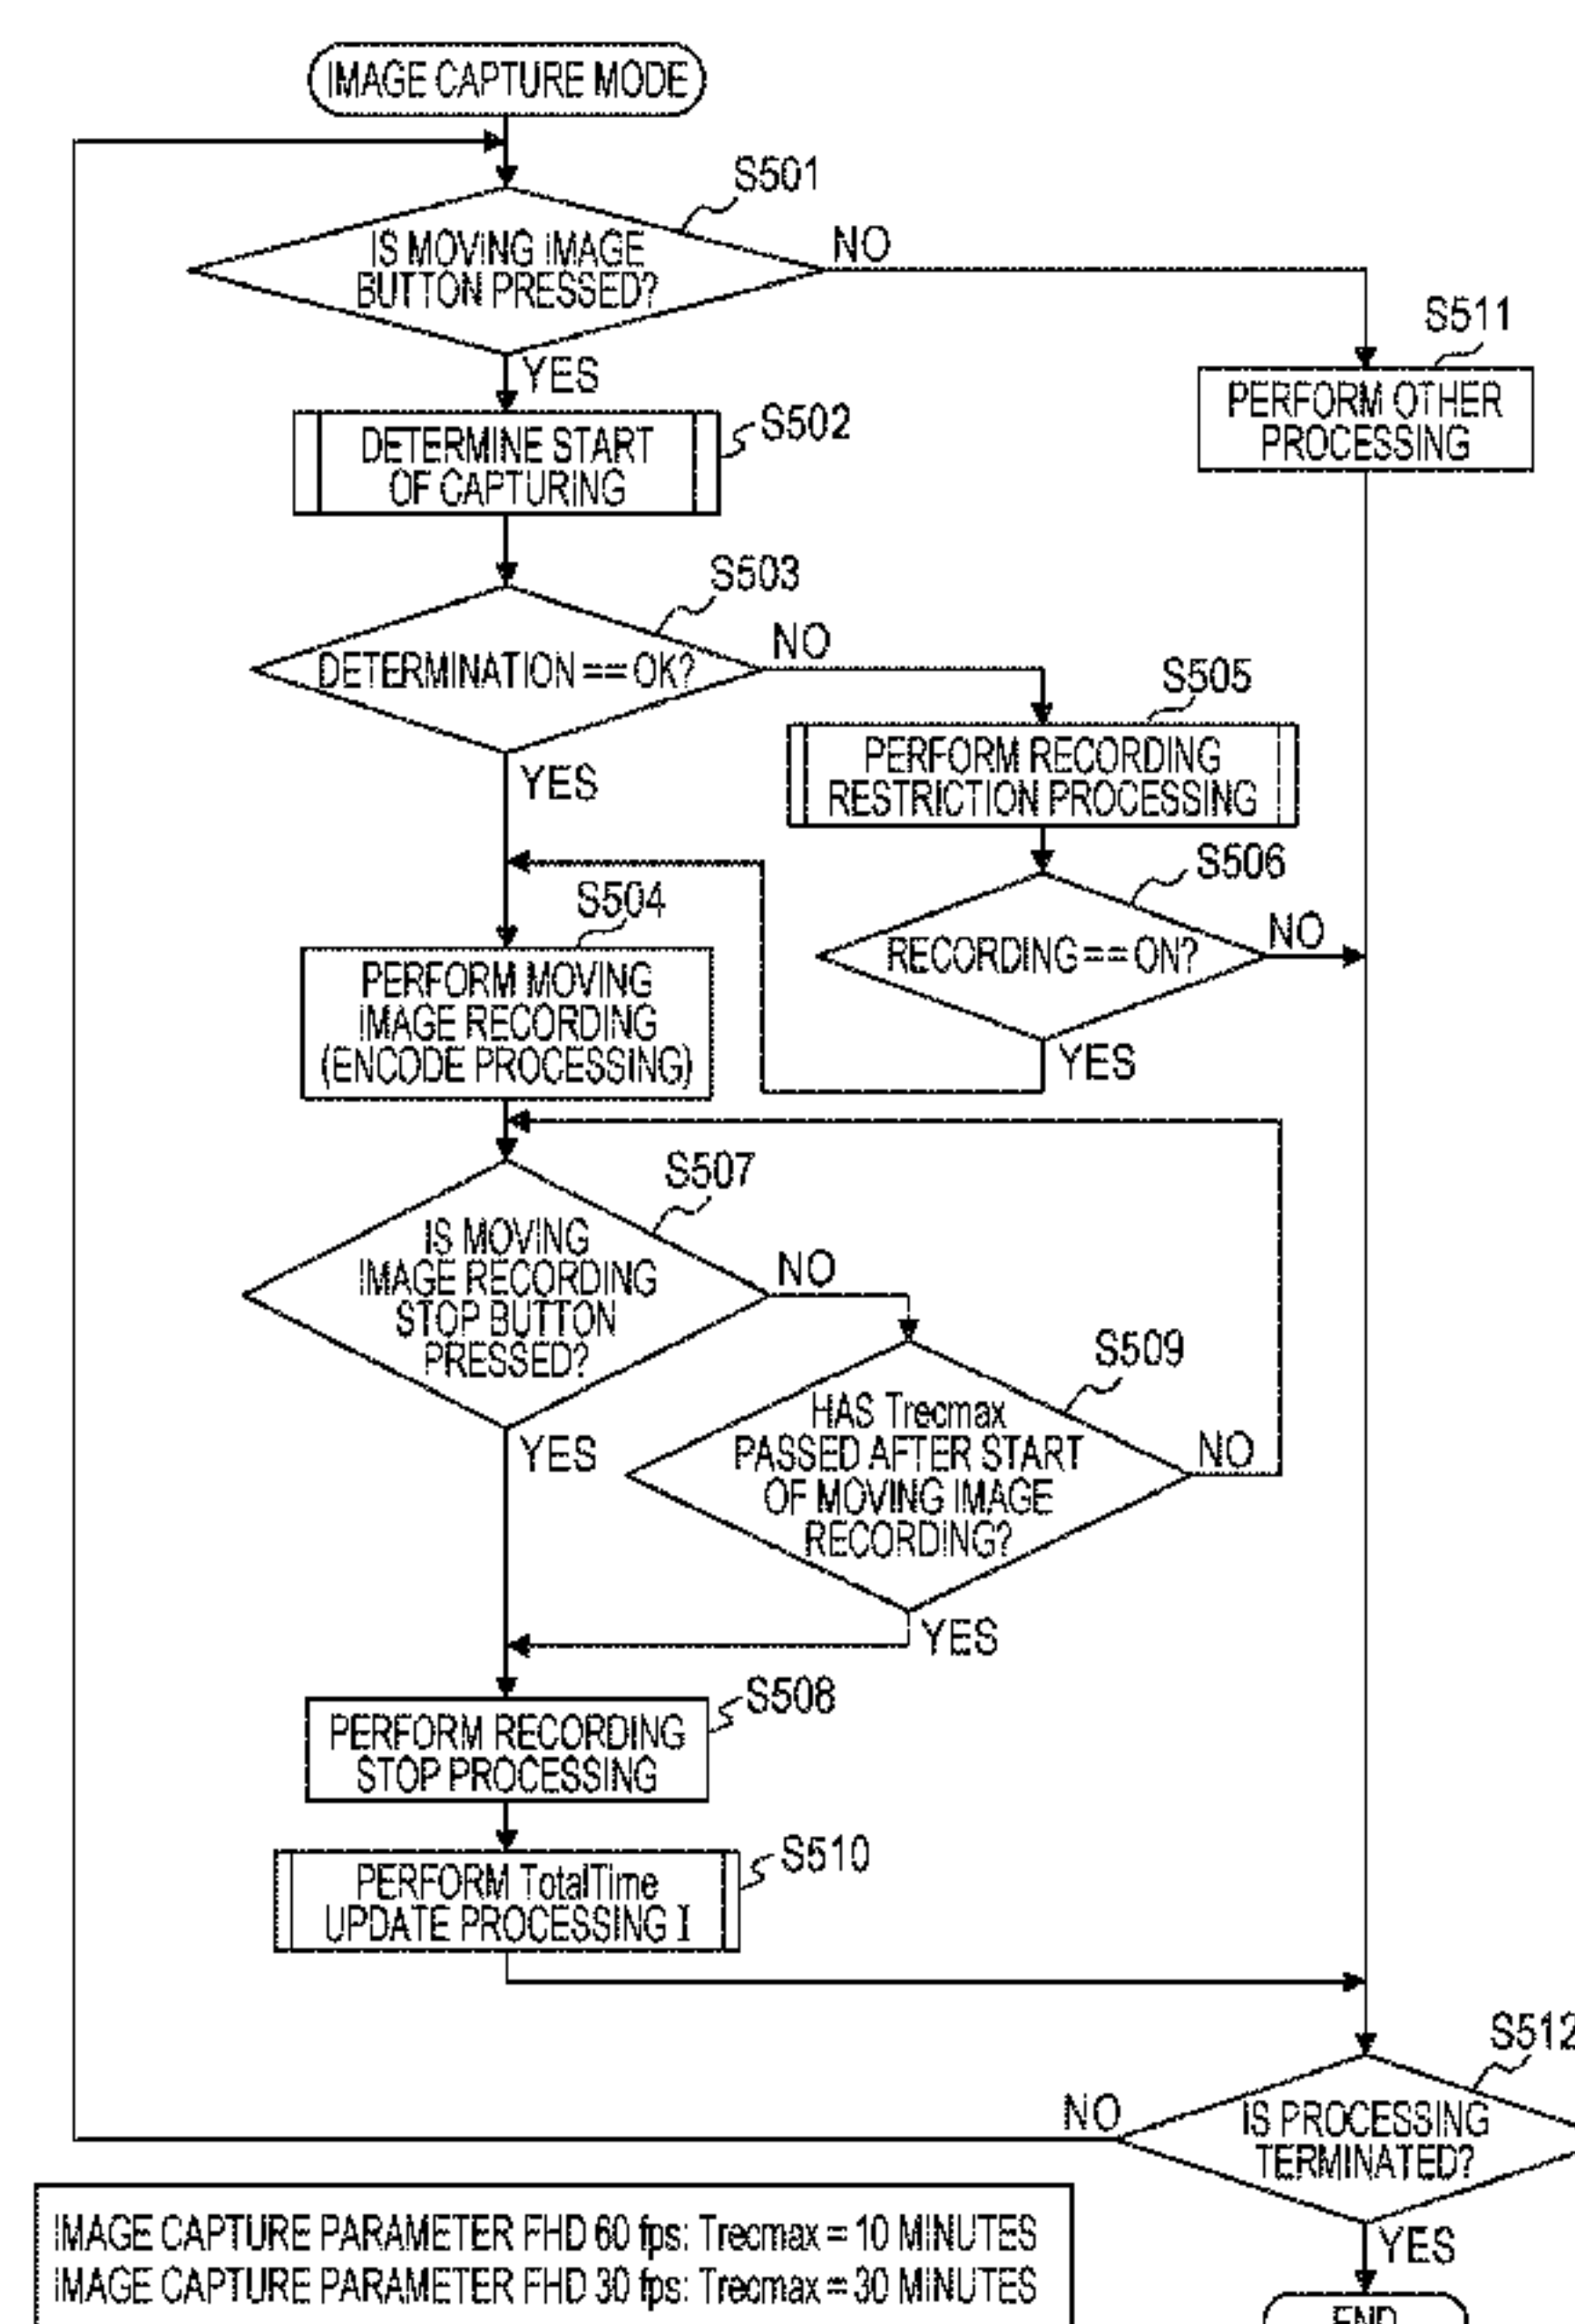 IMAGE CAPTURE MODE
S501
IS MOVING IMAGE
BUTTON PRESSED?
NO
YES
S511
PERFORM OTHER
PROCESSING
S502
DETERMINE START
OF CAPTURING
S503
DETERMINATION == OK?
NO
YES
S505
PERFORM RECORDING
RESTRICTION PROCESSING
S506
RECORDING == ON?
NO
YES
S504
PERFORM MOVING
IMAGE RECORDING
(ENCODE PROCESSING)
S507
IS MOVING
IMAGE RECORDING
STOP BUTTON
PRESSED?
NO
YES
S509
HAS Trecmax
PASSED AFTER START
OF MOVING IMAGE
RECORDING?
NO
YES
S508
PERFORM RECORDING
STOP PROCESSING
S510
PERFORM TotalTime
UPDATE PROCESSING I
S512
IS PROCESSING
TERMINATED?
NO
YES
END
IMAGE CAPTURE PARAMETER FHD 60 fps: Trecmax = 10 MINUTES
IMAGE CAPTURE PARAMETER FHD 30 fps: Trecmax = 30 MINUTES